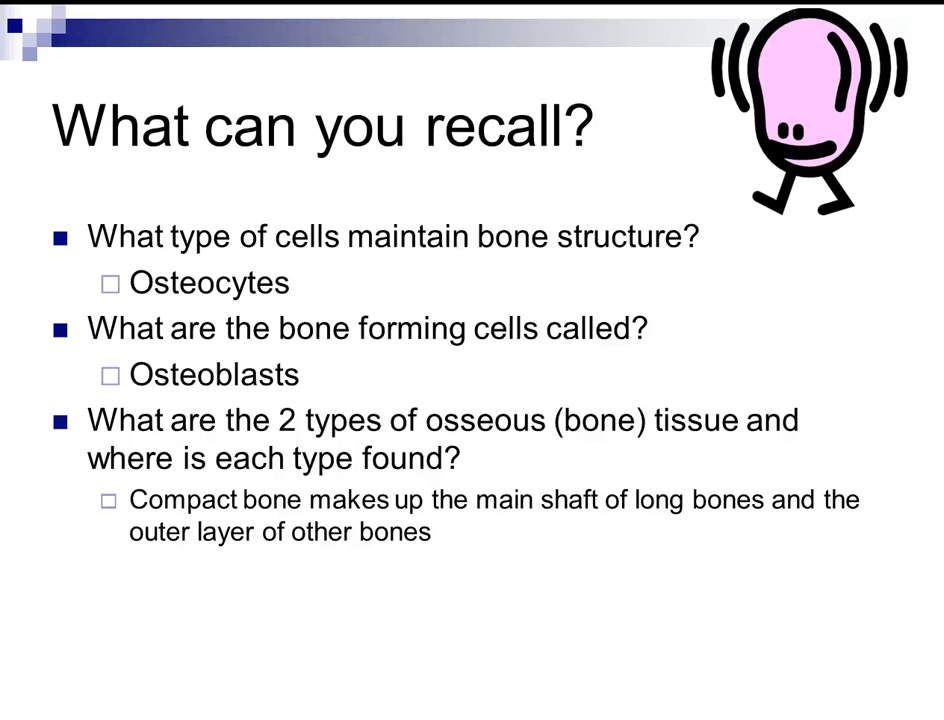 What can you recall?
What type of cells maintain bone structure?
Osteocytes
What are the bone forming cells called?
Osteoblasts
What are the 2 types of osseous (bone) tissue and
where is each type found?
Compact bone makes up the main shaft of long bones and the
outer layer of other bones